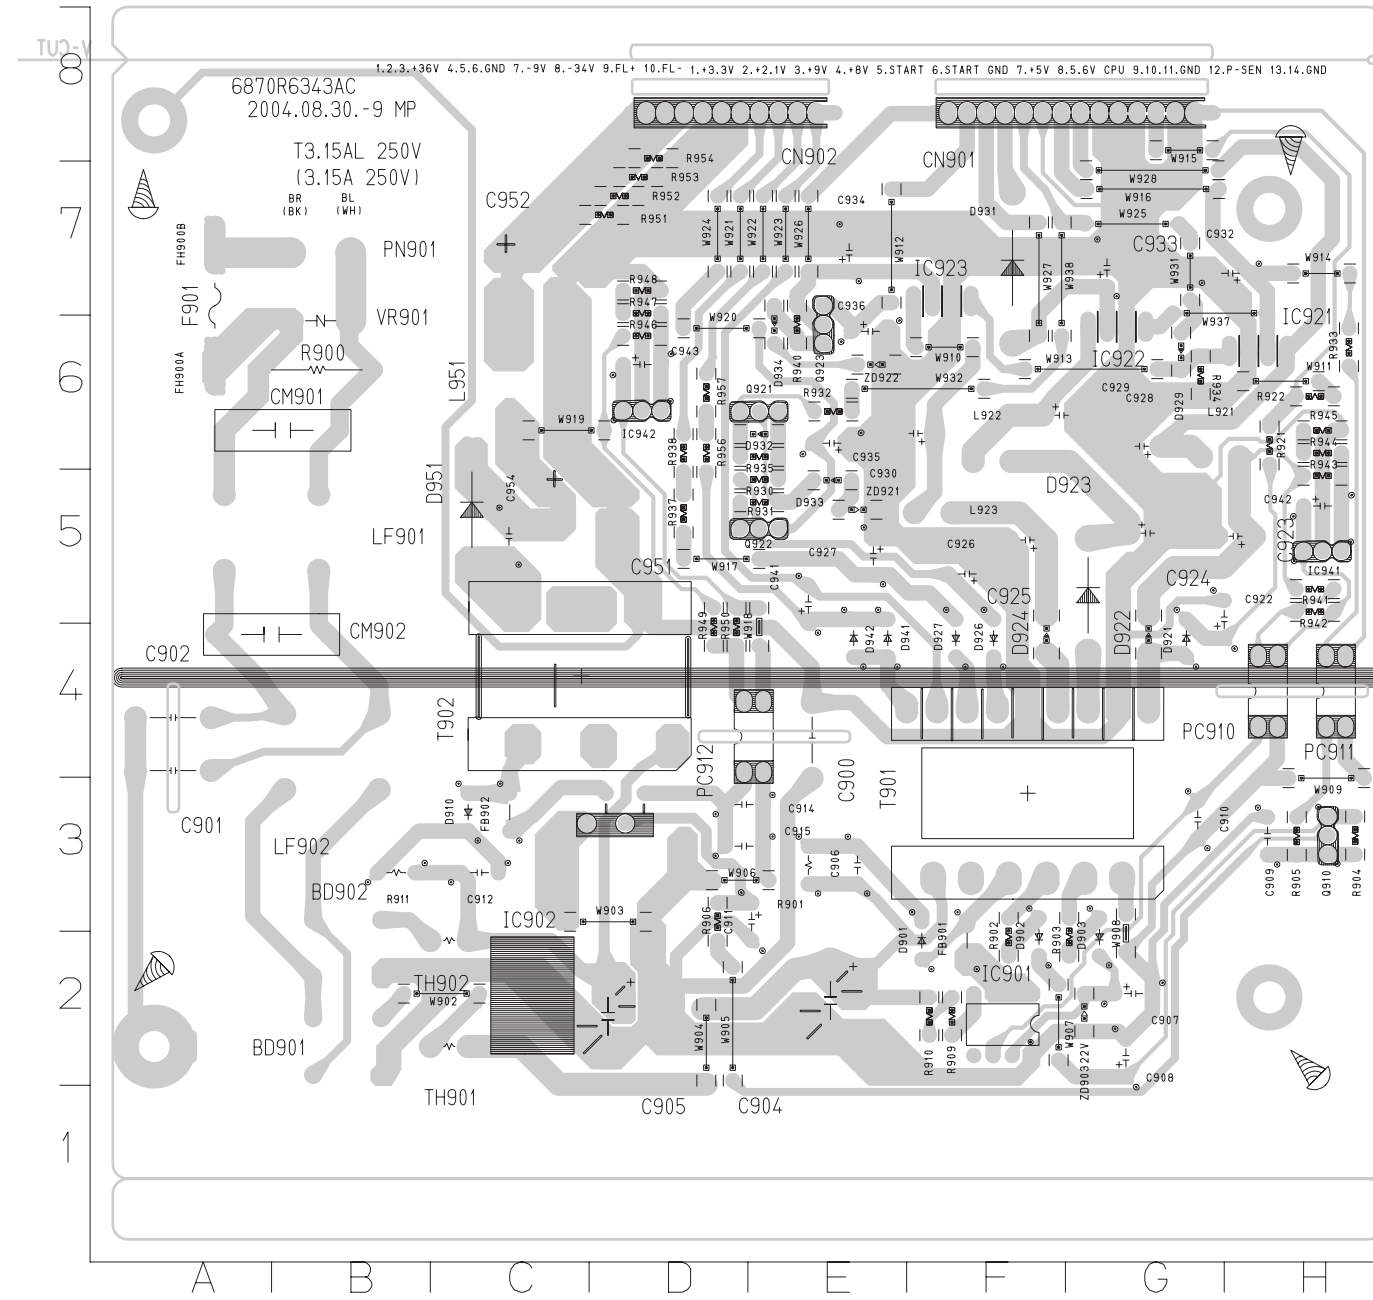 V-CUT
8
1.2.3.+36V 4.5.6.GND 7.-9V 8.-34V 9.FL+ 10.FL- 1.+3.3V 2.+2.1V 3.+9V 4.+8V 5.START 6.START GND 7.+5V 8.5.6V CPU 9.10.11.GND 12.P-SEN 13.14.GND
6870R6343AC
2004.08.30.-9 MP
T3.15AL 250V
(3.15A 250V)
BR BL
(BK) (WH)
CN902 CN901
R954 W915
R953 W928
R952 W916
R951 W925
C952 C934 D931
7
FH900B PN901
W924 W921 W922 W923 W926 W912
C933 C932
IC923 W927 W938 W931 W914
F901 VR901
R948
R947
R946
W920 C936 W937 IC921
R900
C943 D934 R940 Q923 W910 W913 IC922 R933
6
FH900A CM901
L951 R957 Q921 R932 ZD922 W932 C929 C928 D929 R934 R922 W911
W919 IC942 L922 L921 R945
R938 R956 D932 C935 R921 R944
R935 R943
D951 C954 R930 D933 C930 ZD921 D923 C942
R937 R931
5
LF901 Q922 L923 C923
C951 W917 C941 C927 C926 IC941
C925 C924 C922 R941
R942
CM902
R949 R950 W918 D942 D941 D927 D926 D924 D922 D921
C902
4
T902 PC912 PC910 PC911
C900 T901 W909
C901 D910 FB902 C914 C910
3
LF902 C915 C906
BD902 W906 C909 R905 Q910 R904
R911 C912 IC902 W903 R906 C911 R901
D901 FB901 R902 D902 R903 D903 W908
IC901
TH902
2
W902
C907
BD901 W904 W905 R910 R909 W907 ZD90322V
C908
TH901 C905 C904
1
A B C D E F G H